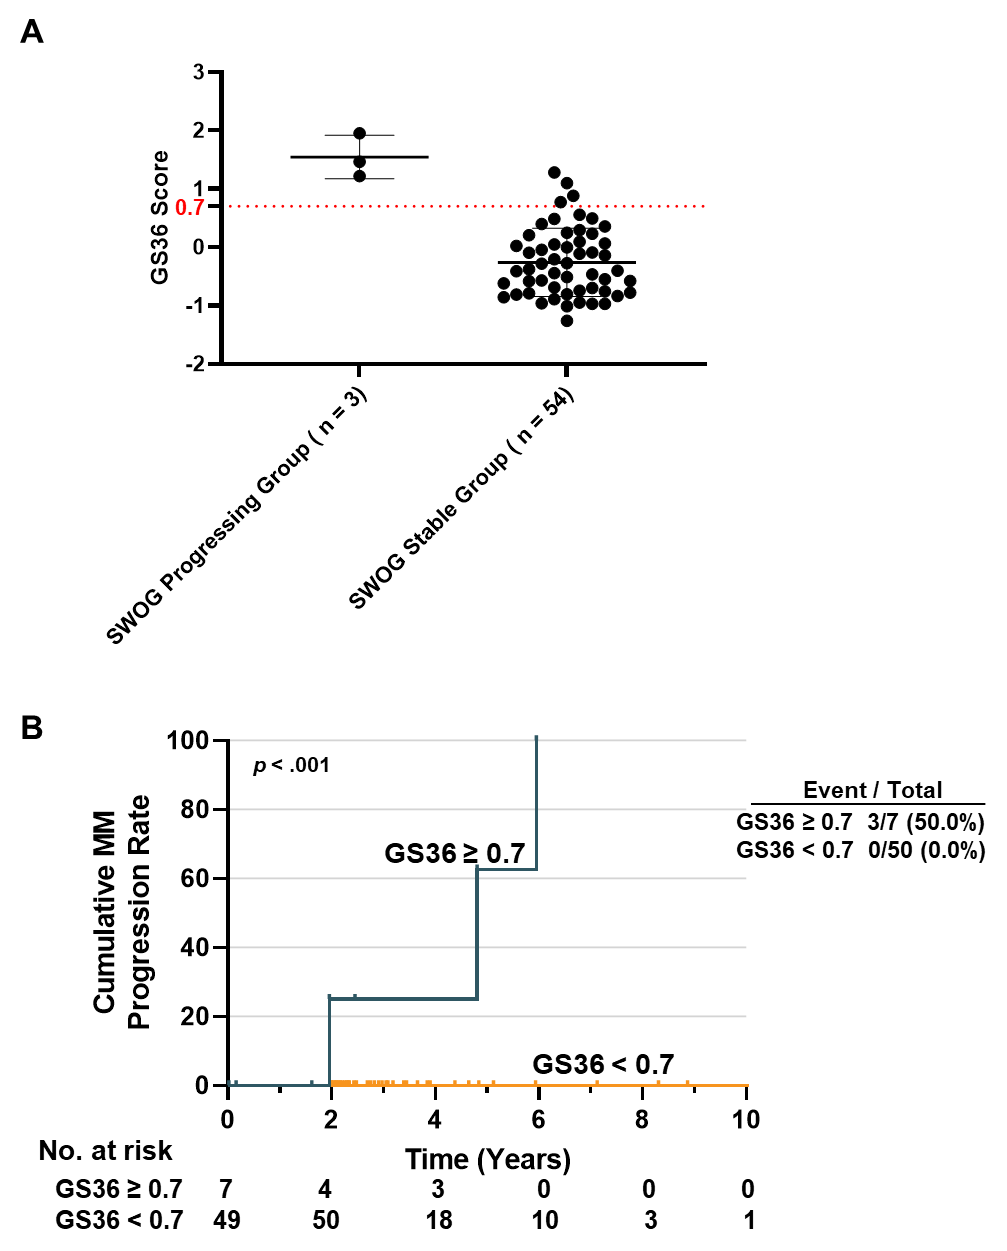 A
3
2
1
0.7
0
-1
-2
GS36 Score
SWOG Progressing Group ( n = 3)
SWOG Stable Group ( n = 54)
B
100
80
60
40
20
0
Cumulative MM
Progression Rate
p < .001
GS36 ≥ 0.7
GS36 < 0.7
Event / Total
GS36 ≥ 0.7 3/7 (50.0%)
GS36 < 0.7 0/50 (0.0%)
0 2 4 6 8 10
Time (Years)
No. at risk
GS36 ≥ 0.7 7 4 3 0 0 0
GS36 < 0.7 49 50 18 10 3 1